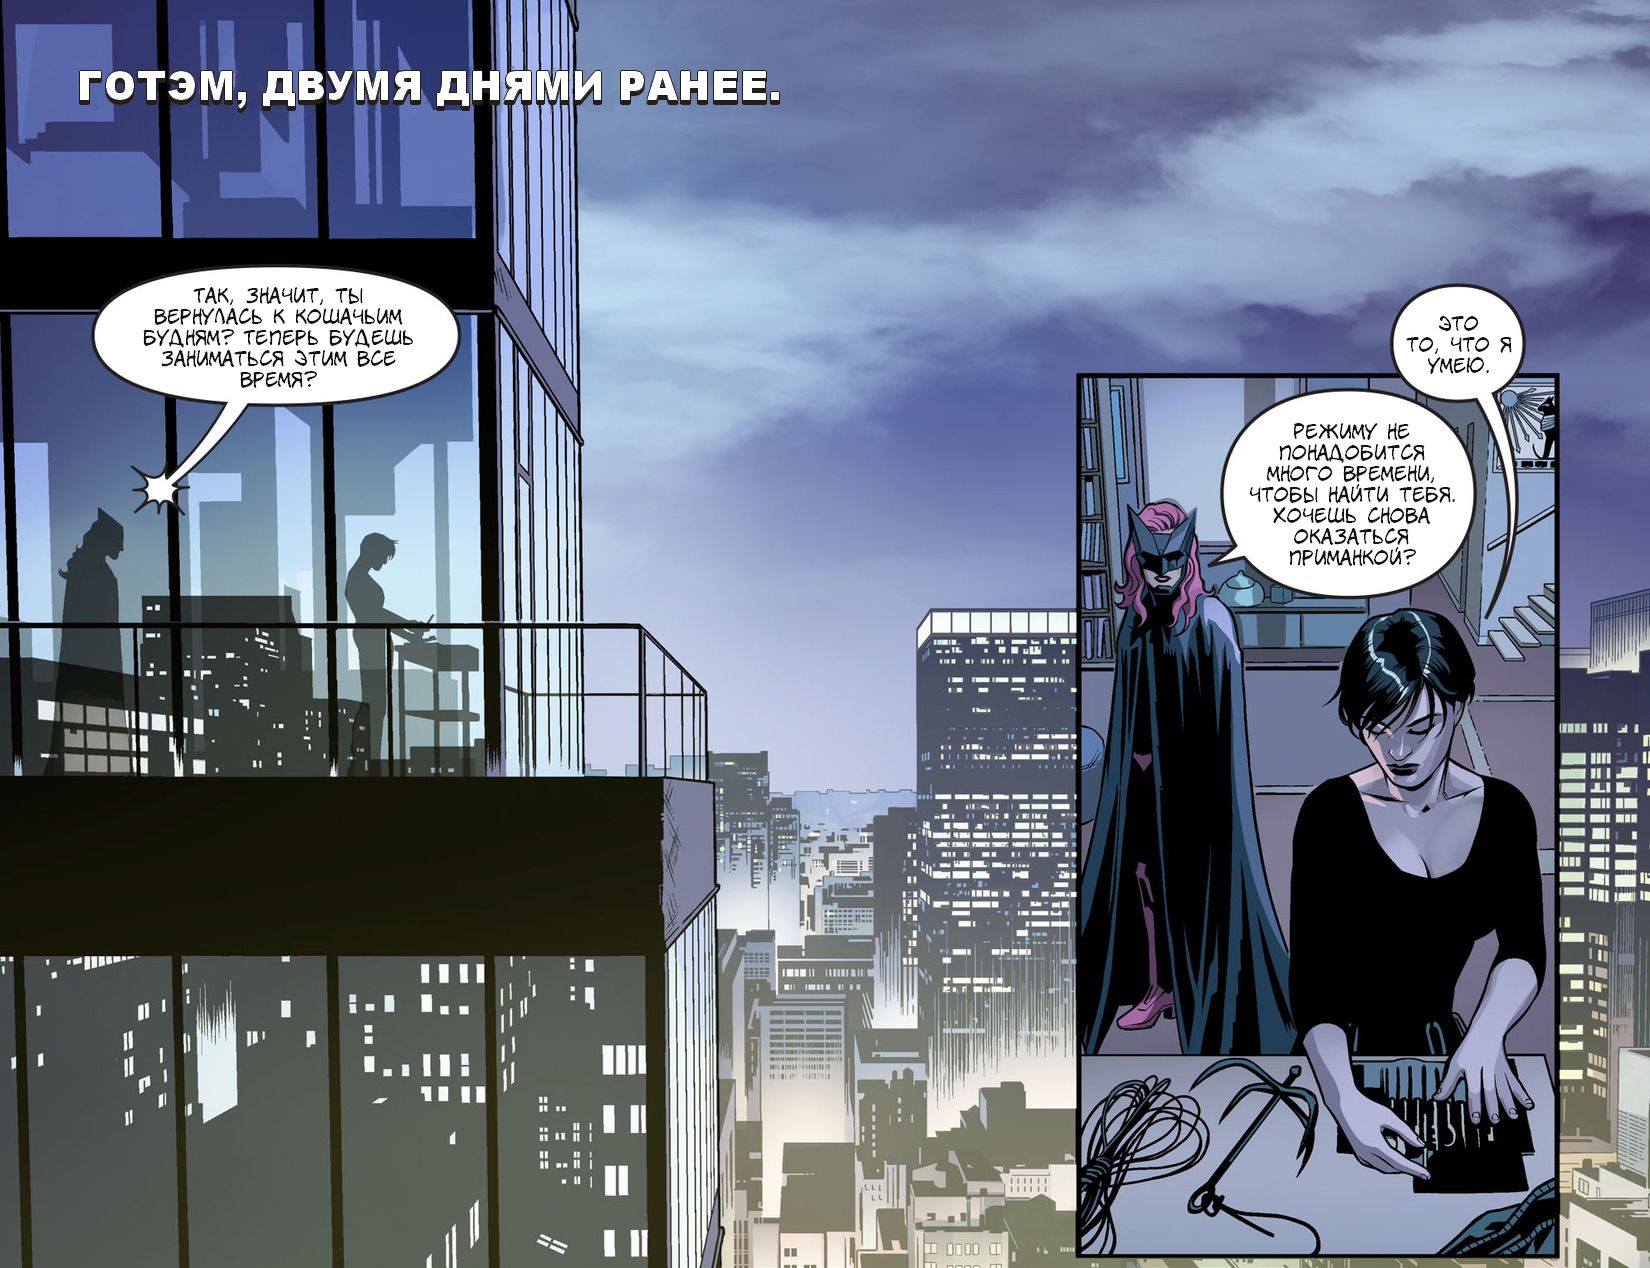 ГОТЭМ, ДВУМЯ ДНЯМИ РАНЕЕ.
ТАК, ЗНАЧИТ, ТЫ
ВЕРНУЛАСЬ К КОШАЧЬИМ
БУДНЯМ? ТЕПЕРЬ БУДЕШЬ
ЗАНИМАТЬСЯ ЭТИМ ВСЕ
ВРЕМЯ?
ЭТО
ТО, ЧТО Я
УМЕЮ.
РЕЖИМУ НЕ
ПОНАДОБИТСЯ
МНОГО ВРЕМЕНИ,
ЧТОБЫ НАЙТИ ТЕБЯ.
ХОЧЕШЬ СНОВА
ОКАЗАТЬСЯ
ПРИМАНКОЙ?